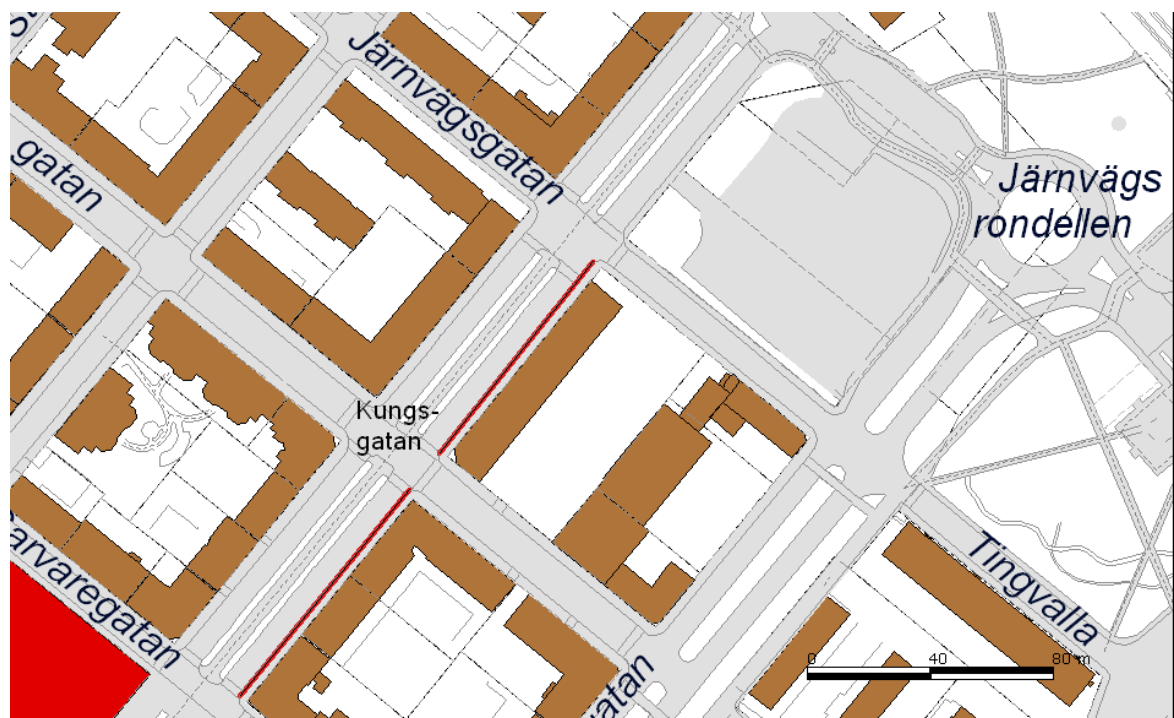 Järnvägsgatan
gatan
Järnvägs
rondellen
Kungs-
gatan
arvaregatan
Tingvalla
gatan
0 40 80 m